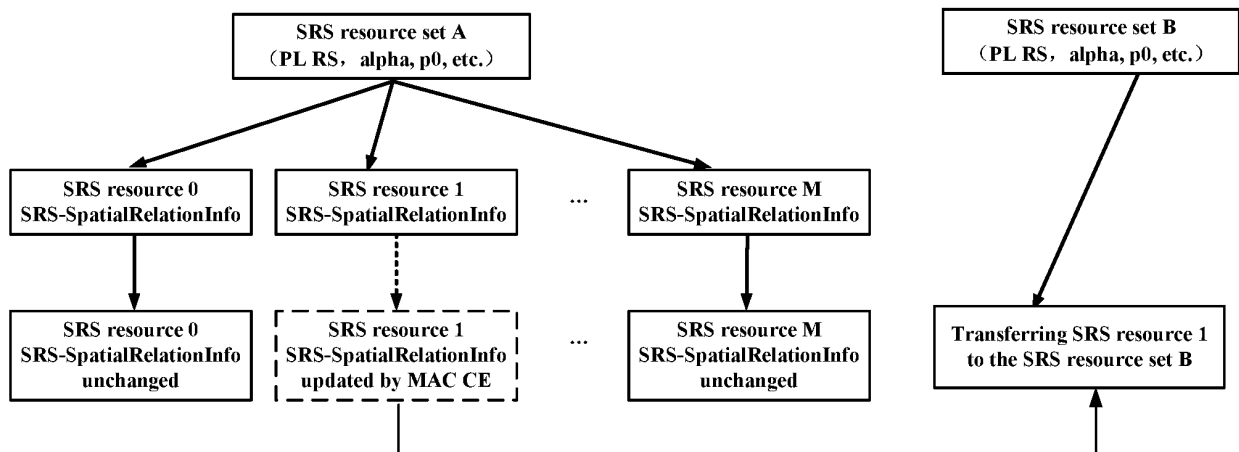 SRS resource set A
（PL RS，alpha, p0, etc.）
SRS resource set B
（PL RS，alpha, p0, etc.）
SRS resource 0
SRS-SpatialRelationInfo
SRS resource 1
SRS-SpatialRelationInfo
...
SRS resource M
SRS-SpatialRelationInfo
SRS resource 0
SRS-SpatialRelationInfo
unchanged
SRS resource 1
SRS-SpatialRelationInfo
updated by MAC CE
...
SRS resource M
SRS-SpatialRelationInfo
unchanged
Transferring SRS resource 1
to the SRS resource set B